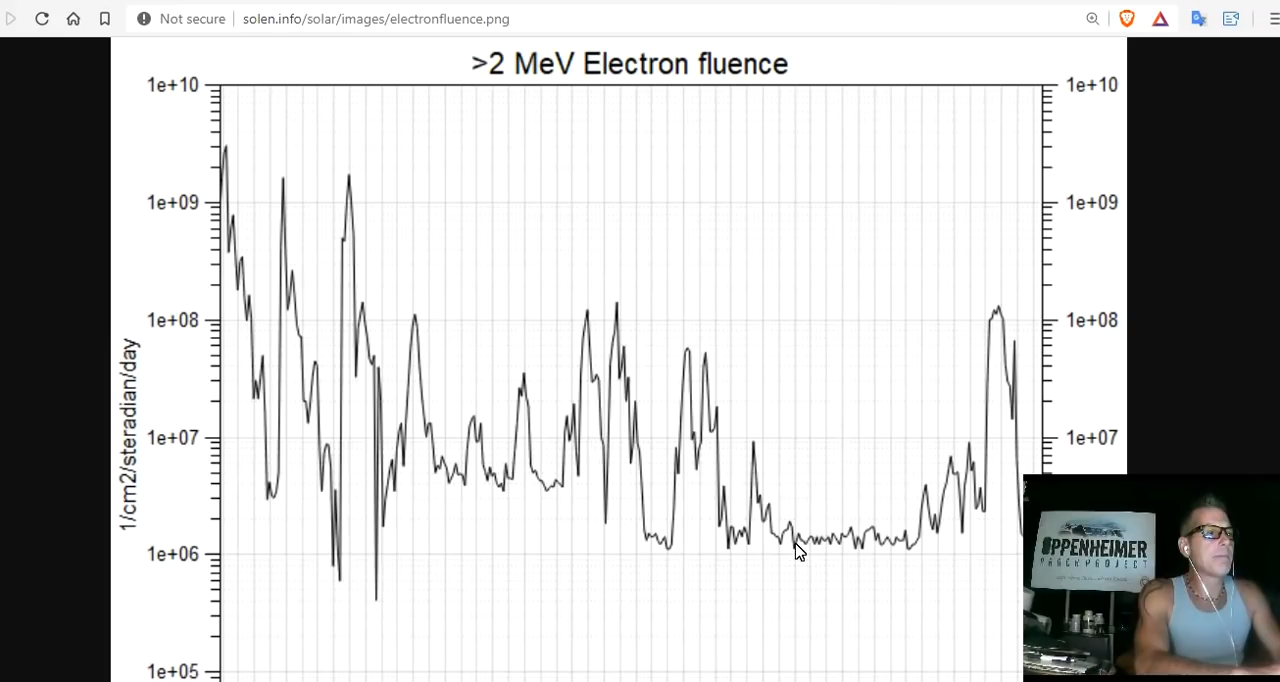 Not secure solen.info/solar/images/electronfluence.png
>2 MeV Electron fluence
1e+10
1e+09
1e+08
1e+07
1e+06
1e+05
1/cm2/steradian/day
1e+10
1e+09
1e+08
1e+07
OPPENHEIMER
RANCH PROJECT